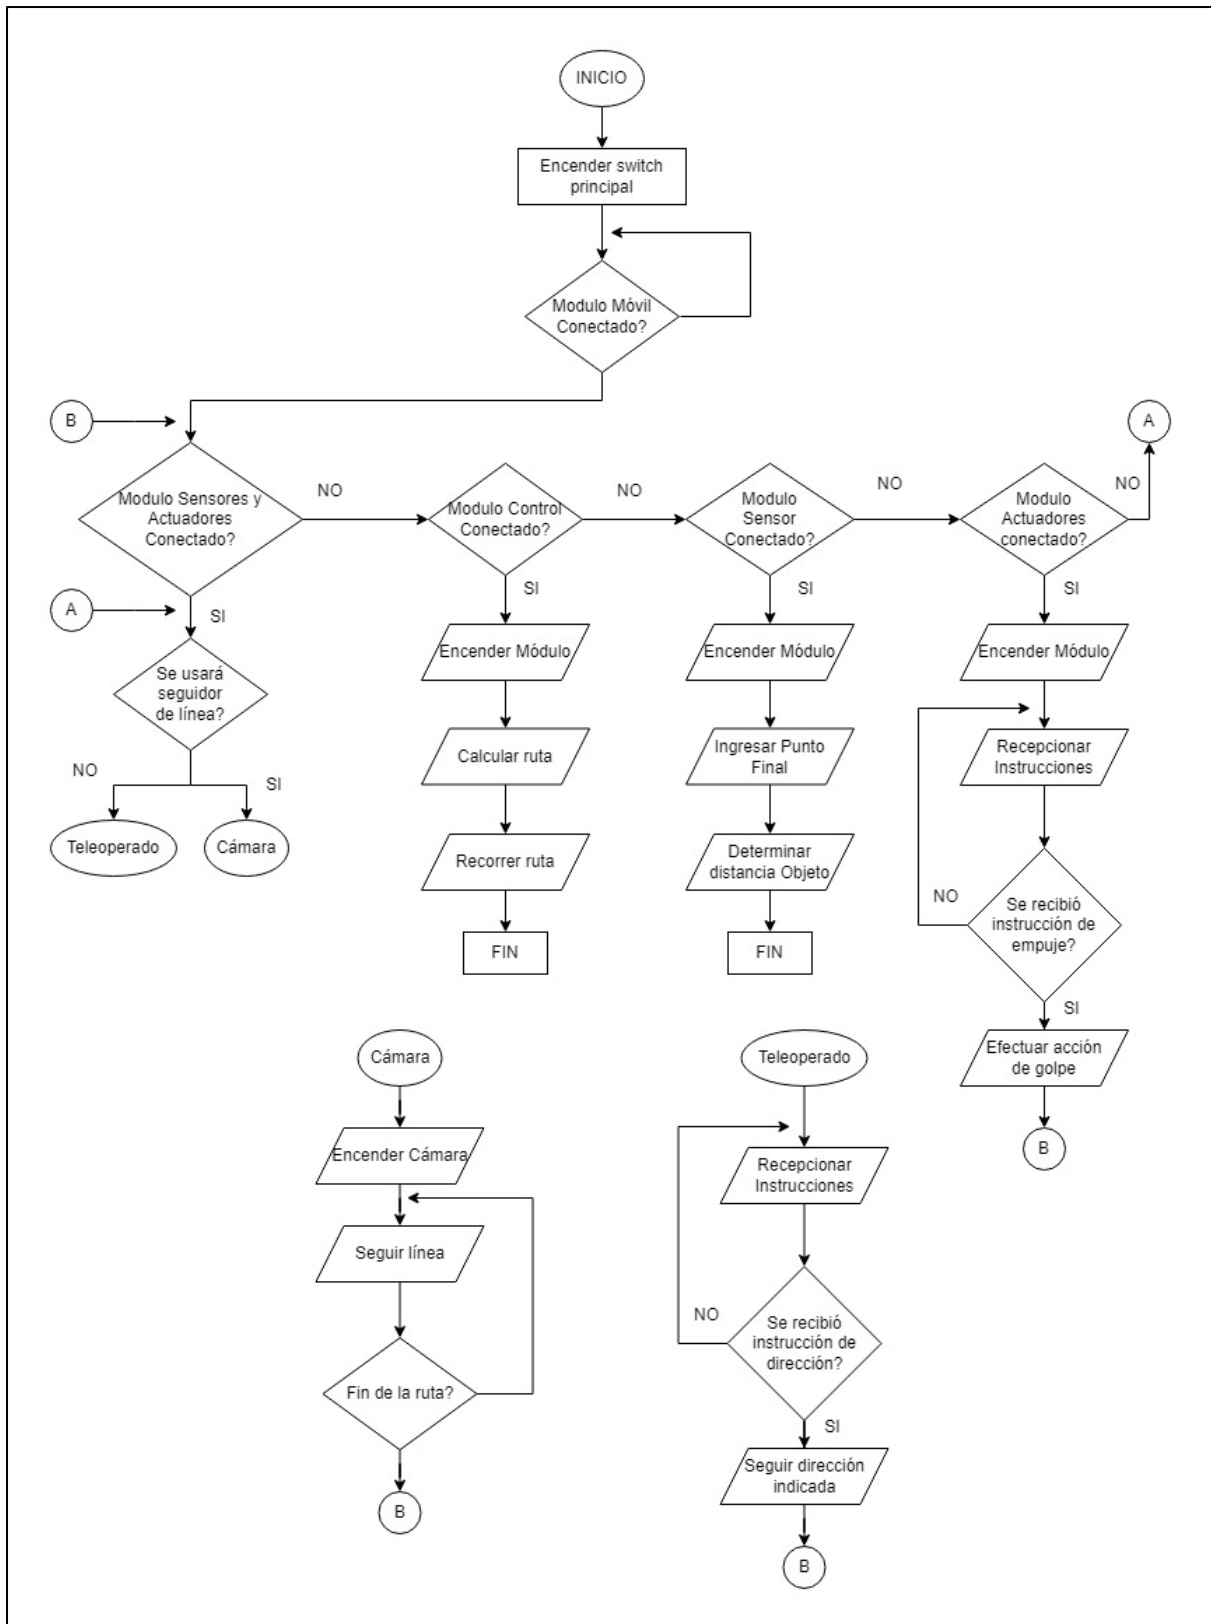 INICIO
Encender switch
principal
Modulo Móvil
Conectado?
B
A
Modulo Sensores y
Actuadores
Conectado?
NO
Modulo Control
Conectado?
NO
Modulo
Sensor
Conectado?
NO
Modulo
Actuadores
conectado?
NO
A
SI
SI
SI
SI
Se usará
seguidor
de línea?
NO
SI
Teleoperado
Cámara
Encender Módulo
Calcular ruta
Recorrer ruta
FIN
Encender Módulo
Ingresar Punto
Final
Determinar
distancia Objeto
FIN
Encender Módulo
Recepcionar
Instrucciones
NO
Se recibió
instrucción de
empuje?
SI
Efectuar acción
de golpe
B
Cámara
Encender Cámara
Seguir línea
Fin de la ruta?
B
Teleoperado
Recepcionar
Instrucciones
NO
Se recibió
instrucción de
dirección?
SI
Seguir dirección
indicada
B